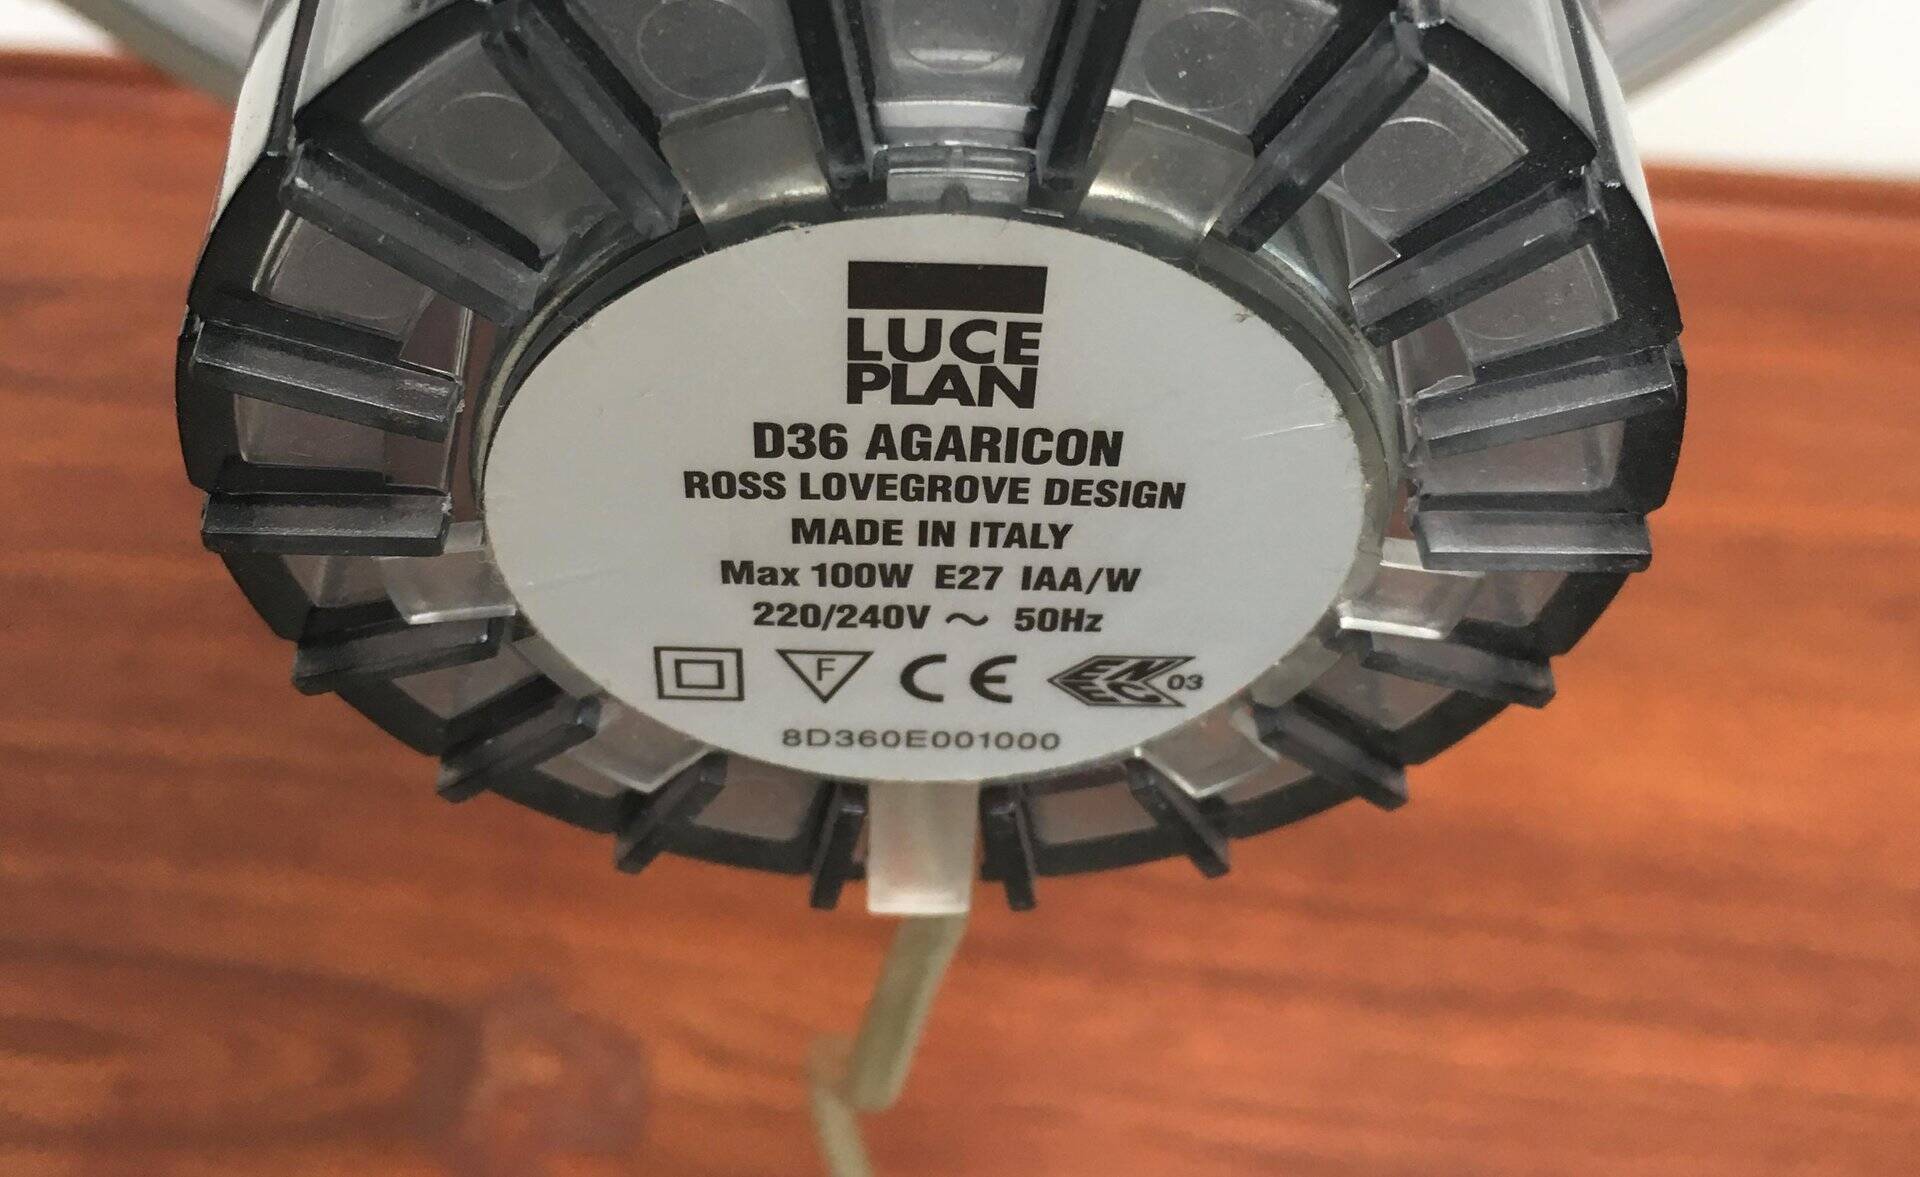 LUCE
PLAN
D36 AGARICON
ROSS LOVEGROVE DESIGN
MADE IN ITALY
Max 100W E27 IAA/W
220/240V ~ 50Hz
F CE ENEC 03
8D360E001000